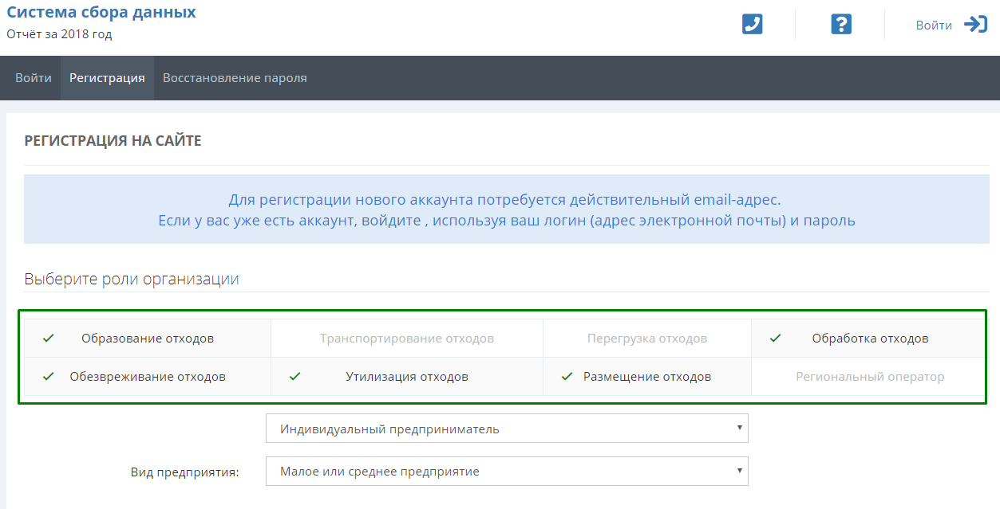 Система сбора данных
Отчёт за 2018 год
Войти
Войти Регистрация Восстановление пароля
РЕГИСТРАЦИЯ НА САЙТЕ
Для регистрации нового аккаунта потребуется действительный email-адрес.
Если у вас уже есть аккаунт, войдите , используя ваш логин (адрес электронной почты) и пароль
Выберите роли организации
Образование отходов Транспортирование отходов Перегрузка отходов Обработка отходов
Обезвреживание отходов Утилизация отходов Размещение отходов Региональный оператор
Индивидуальный предприниматель
Вид предприятия: Малое или среднее предприятие